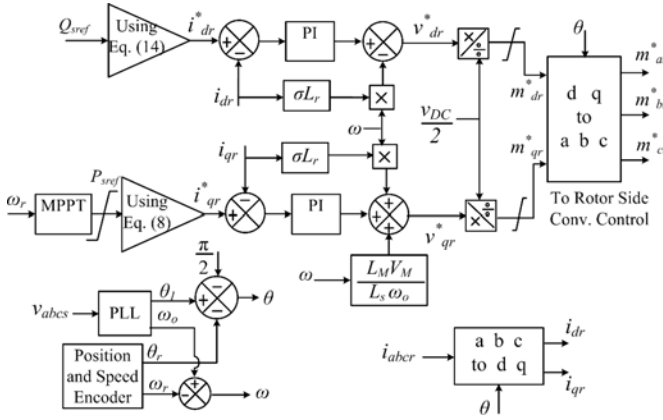 Q_sref
Using
Eq. (14)
i*_dr
PI
v*_dr
× ÷
θ
m*_a
m*_b
m*_c
d q
to
a b c
m*_dr
i_dr
σL_r
×
ω
v_DC
2
i_qr
σL_r
×
m*_qr
To Rotor Side
Conv. Control
P_sref
ω_r
MPPT
Using
Eq. (8)
i*_qr
PI
v*_qr
× ÷
ω
L_M V_M
L_s ω_o
π
2
v_abcs
PLL
θ_l
ω_o
θ
Position
and Speed
Encoder
θ_r
ω_r
ω
i_abcr
a b c
to d q
i_dr
i_qr
θ